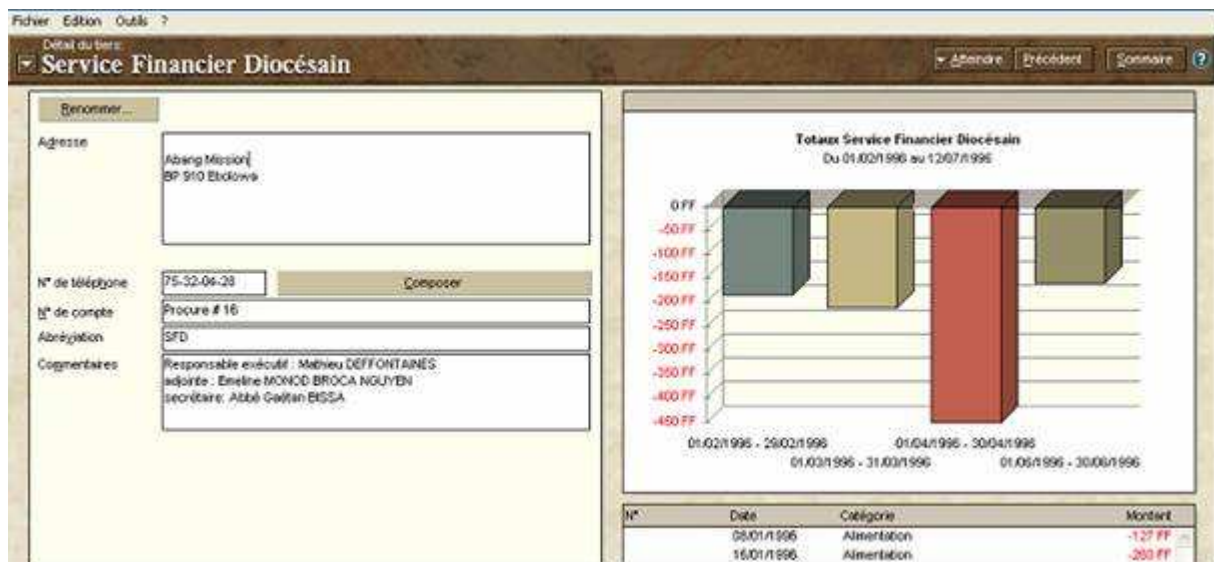 Fichier Edition Outils ?
Détail du tiers:
Service Financier Diocésain
Atteindre Précédent Sommaire ?
Renommer...
Adresse
Abang Mission
BP 910 Ebolowa
N° de téléphone 75-32-04-28 Composer
N° de compte Procure # 16
Abréviation SFD
Commentaires Responsable exécutif : Mathieu DEFFONTAINES
adjointe : Emeline MONOD BROCA NGUYEN
secrétaire: Abbé Gaëtan BISSA
Totaux Service Financier Diocésain
Du 01/02/1996 au 12/07/1996
0 FF
-50 FF
-100 FF
-150 FF
-200 FF
-250 FF
-300 FF
-350 FF
-400 FF
-450 FF
01/02/1996 - 29/02/1996 01/04/1996 - 30/04/1996
01/03/1996 - 31/03/1996 01/06/1996 - 30/06/1996
N° Date Catégorie Montant
08/01/1996 Alimentation -127 FF
16/01/1996 Alimentation